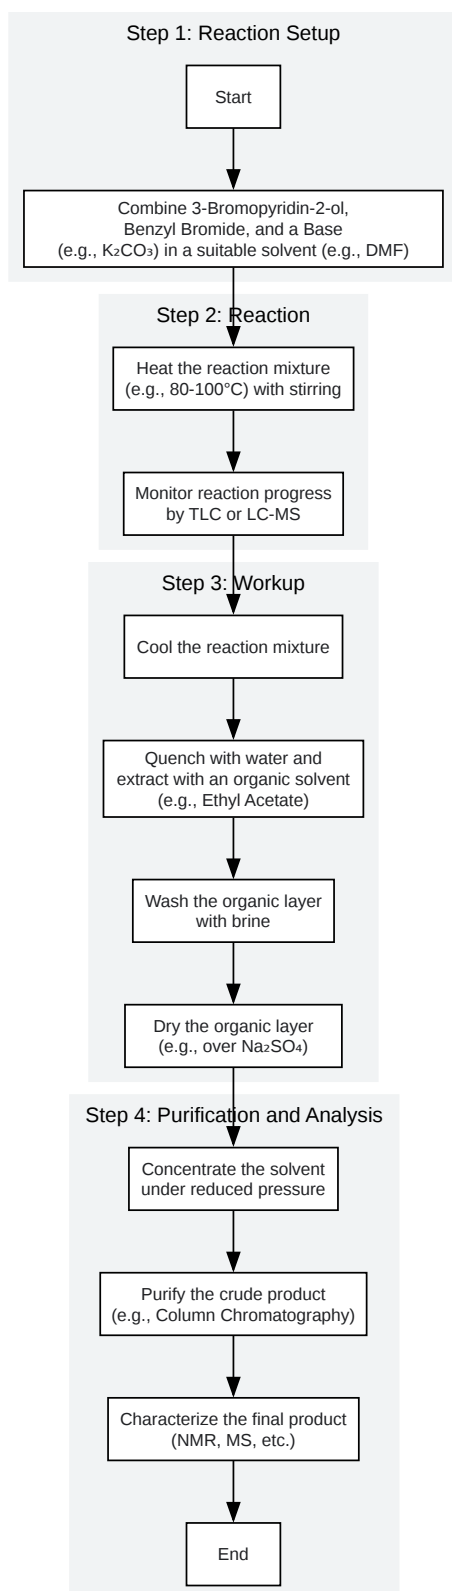 Step 1: Reaction Setup
Start
Combine 3-Bromopyridin-2-ol,
Benzyl Bromide, and a Base
(e.g., K₂CO₃) in a suitable solvent (e.g., DMF)
Step 2: Reaction
Heat the reaction mixture
(e.g., 80-100°C) with stirring
Monitor reaction progress
by TLC or LC-MS
Step 3: Workup
Cool the reaction mixture
Quench with water and
extract with an organic solvent
(e.g., Ethyl Acetate)
Wash the organic layer
with brine
Dry the organic layer
(e.g., over Na₂SO₄)
Step 4: Purification and Analysis
Concentrate the solvent
under reduced pressure
Purify the crude product
(e.g., Column Chromatography)
Characterize the final product
(NMR, MS, etc.)
End